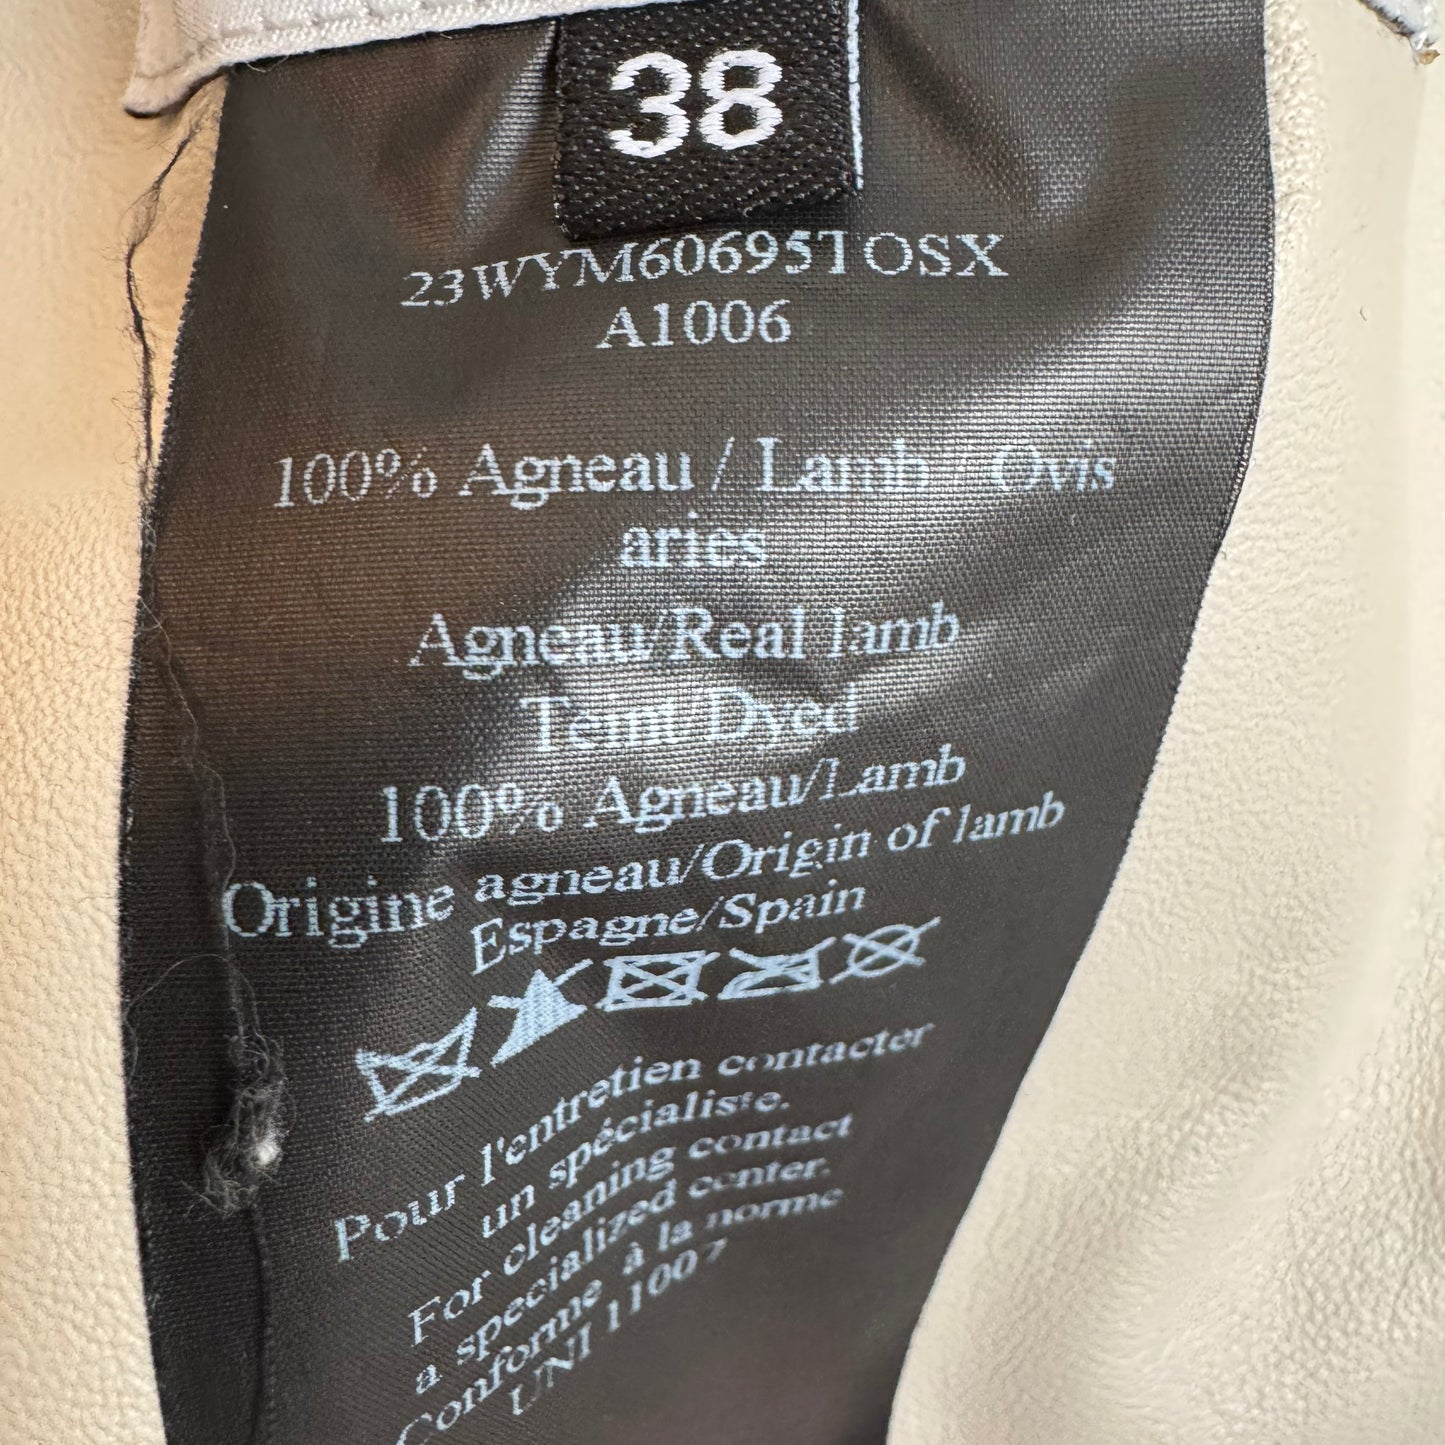 38
23WYM60695TOSX
A1006
100% Agneau / Lamb / Ovis
aries
Agneau/Real lamb
Teint/Dyed
100% Agneau/Lamb
Origine agneau/Origin of lamb
Espagne/Spain
Pour l'entretien contacter
un spécialiste.
For cleaning contact
a specialized center.
Conforme à la norme
UNI 11007